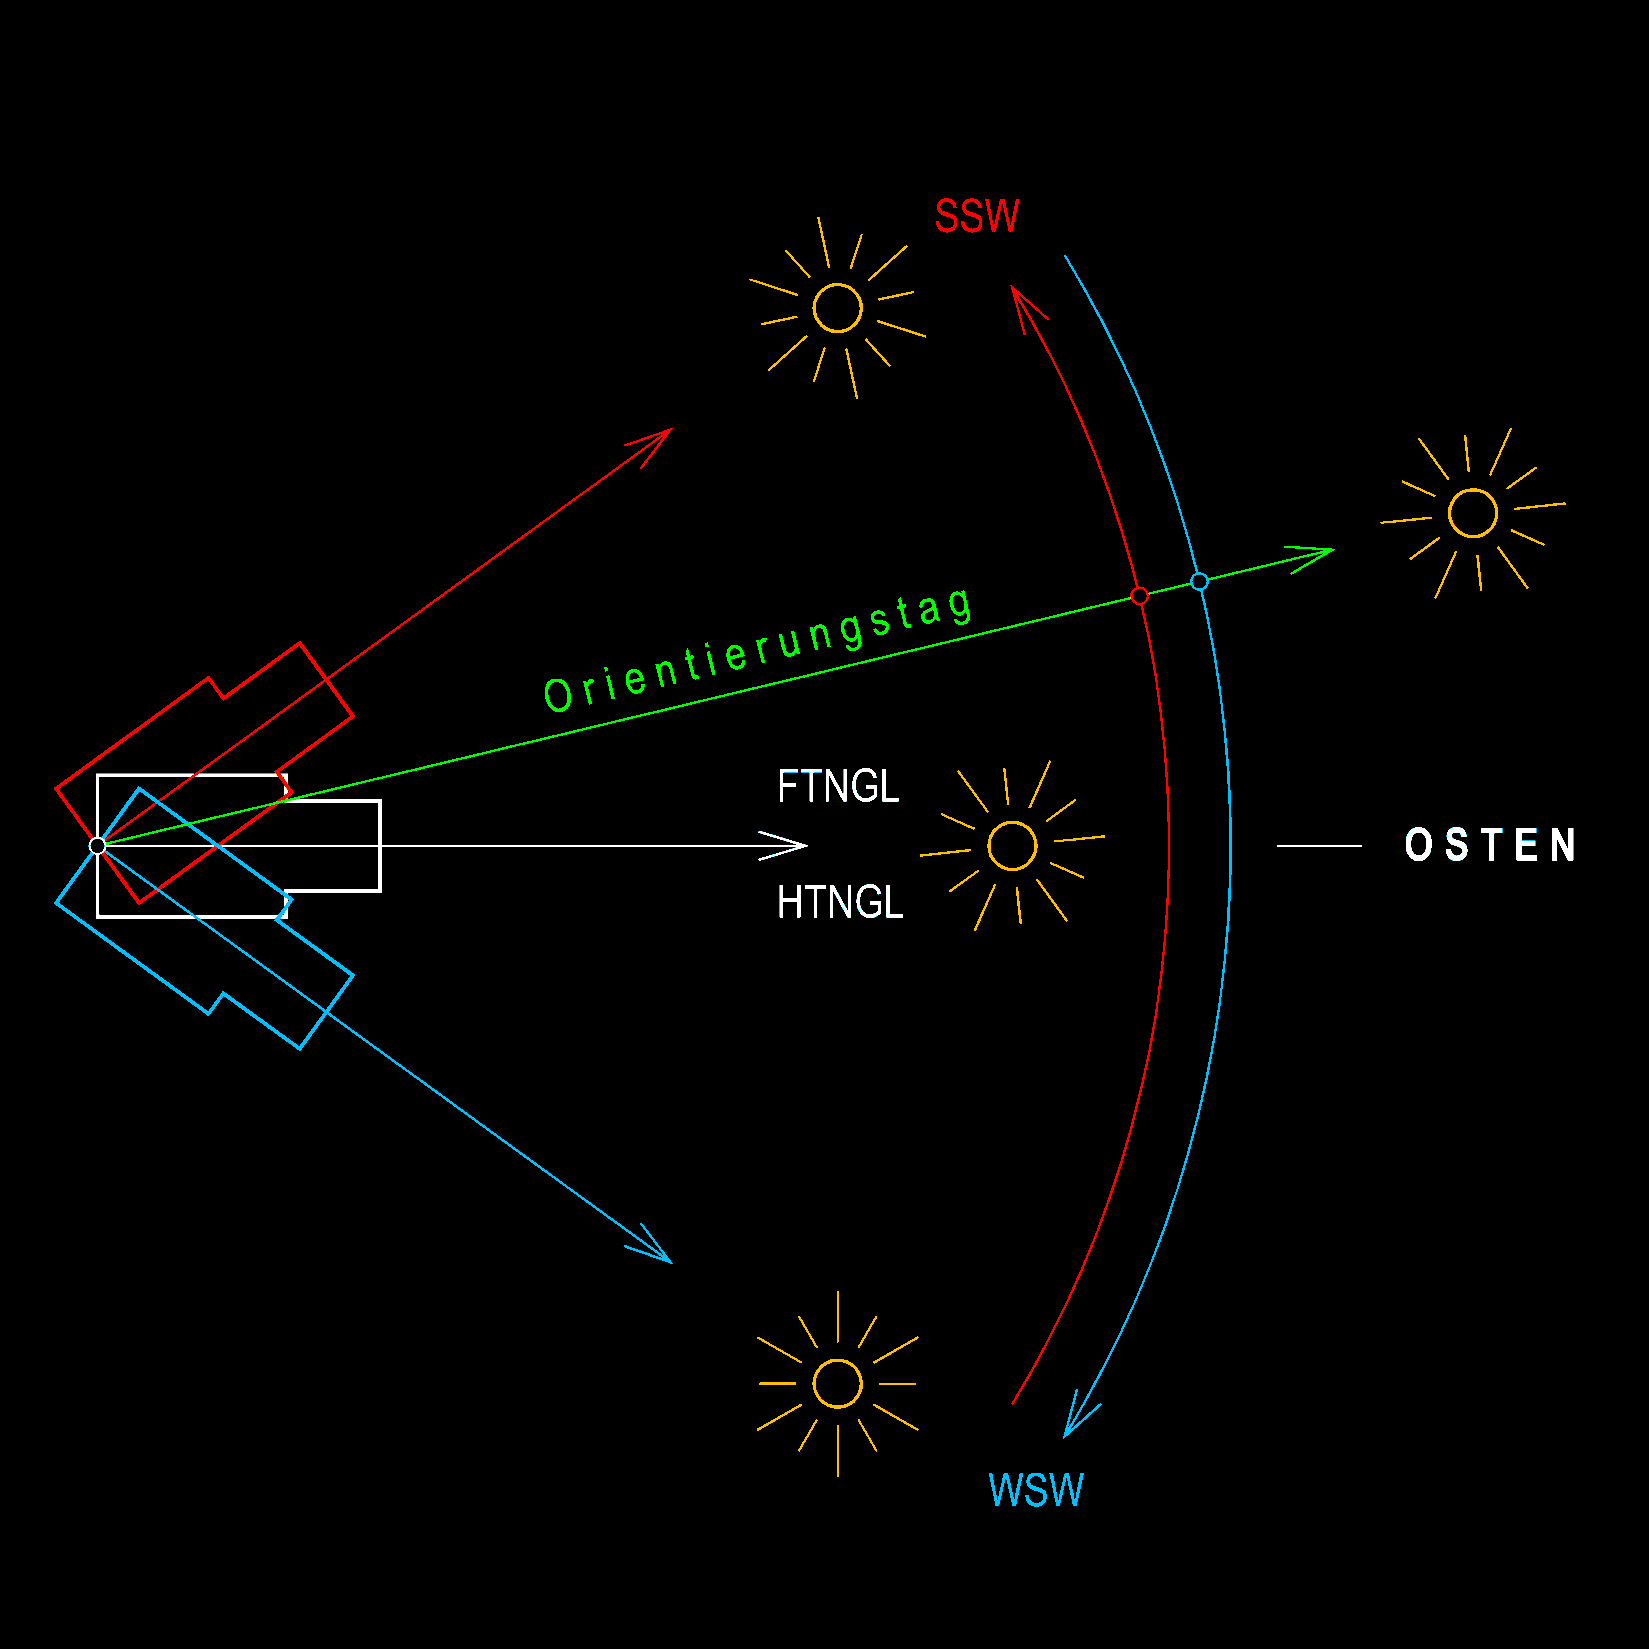 SSW
Orientierungstag
FTNGL
OSTEN
HTNGL
WSW